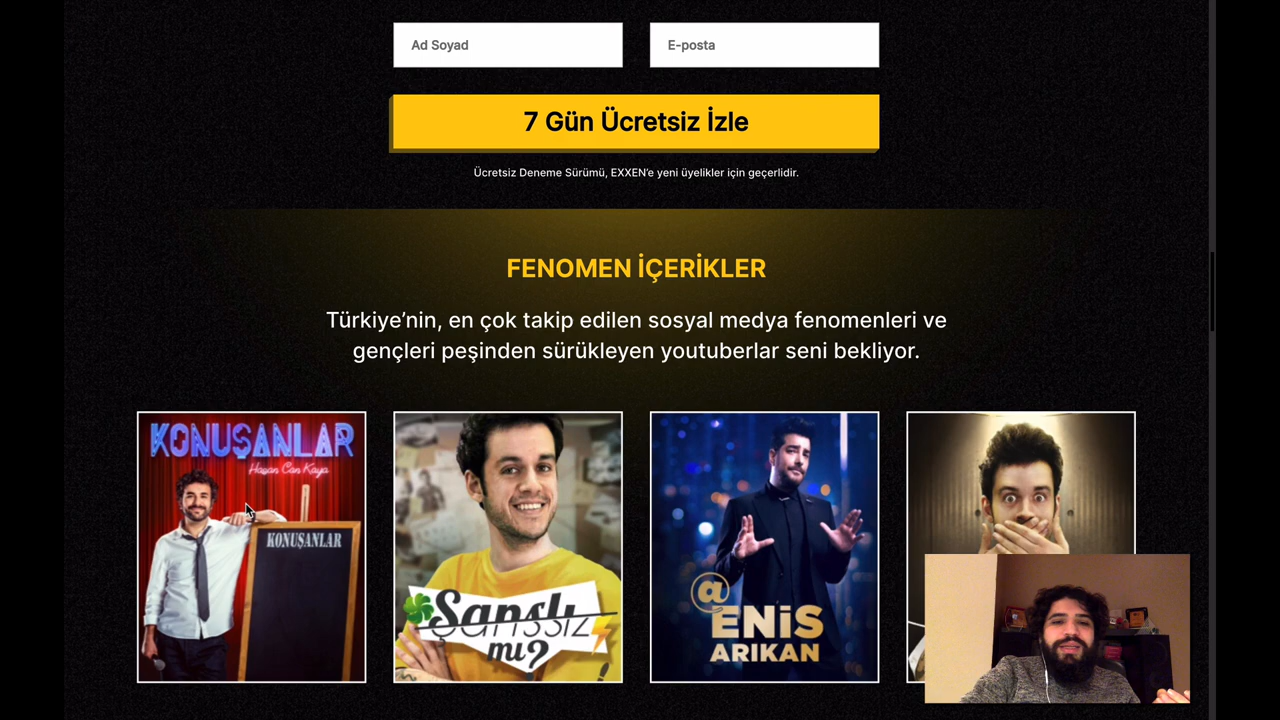 Ad Soyad
E-posta
7 Gün Ücretsiz İzle
Ücretsiz Deneme Sürümü, EXXEN'e yeni üyelikler için geçerlidir.
FENOMEN İÇERİKLER
Türkiye’nin, en çok takip edilen sosyal medya fenomenleri ve
gençleri peşinden sürükleyen youtuberlar seni bekliyor.
KONUŞANLAR
Hasan Can Kaya
KONUŞANLAR
Şanslı
Şanssız
mı?
@
ENİS
ARIKAN